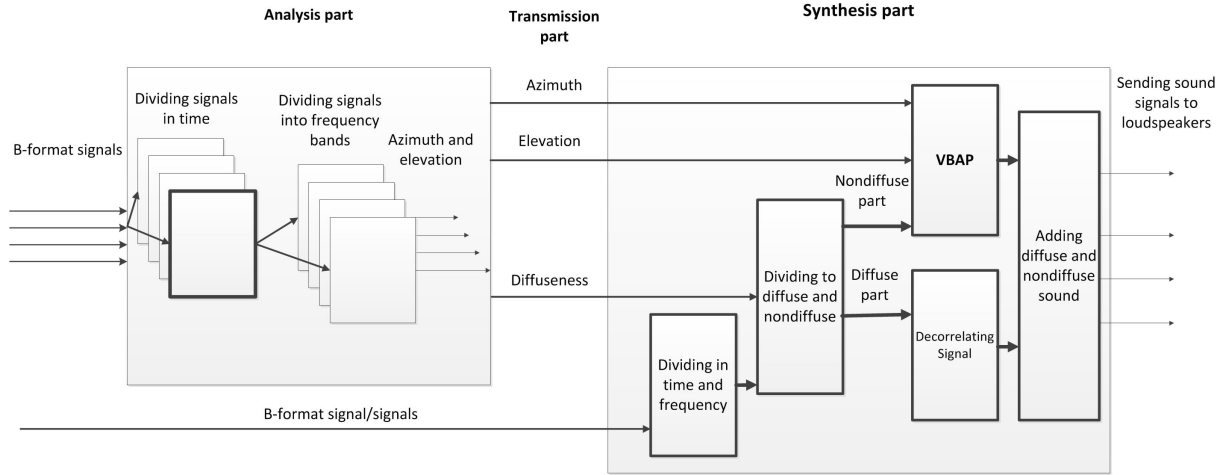 Analysis part
Transmission
part
Synthesis part
B-format signals
Dividing signals
in time
Dividing signals
into frequency
bands
Azimuth and
elevation
Azimuth
Elevation
Diffuseness
B-format signal/signals
Dividing in
time and
frequency
Dividing to
diffuse and
nondiffuse
Nondiffuse
part
Diffuse
part
VBAP
Decorrelating
Signal
Adding
diffuse and
nondiffuse
sound
Sending sound
signals to
loudspeakers